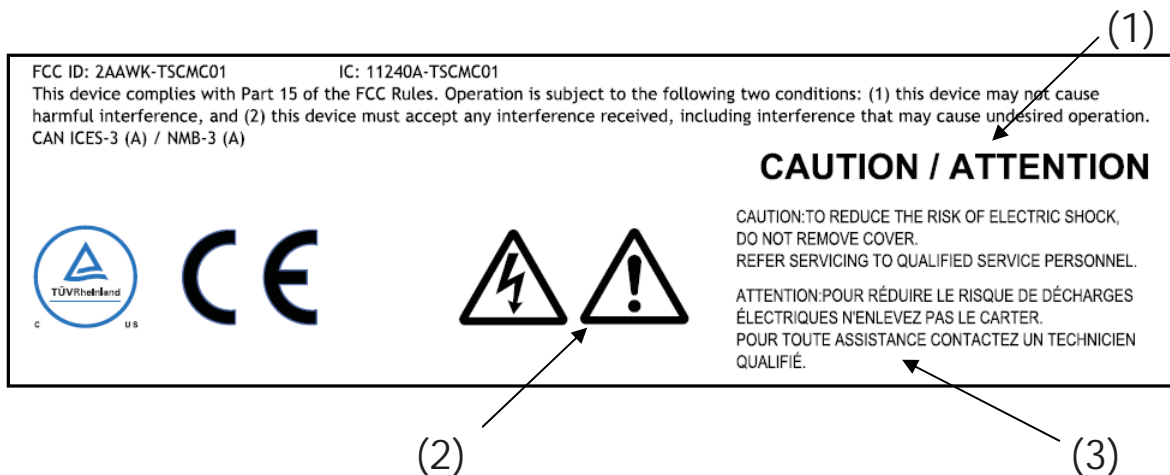 (1)
FCC ID: 2AAWK-TSCMC01 IC: 11240A-TSCMC01
This device complies with Part 15 of the FCC Rules. Operation is subject to the following two conditions: (1) this device may not cause
harmful interference, and (2) this device must accept any interference received, including interference that may cause undesired operation.
CAN ICES-3 (A) / NMB-3 (A)
CAUTION / ATTENTION
TÜVRheinland
C US
CE
CAUTION:TO REDUCE THE RISK OF ELECTRIC SHOCK,
DO NOT REMOVE COVER.
REFER SERVICING TO QUALIFIED SERVICE PERSONNEL.
ATTENTION:POUR RÉDUIRE LE RISQUE DE DÉCHARGES
ÉLECTRIQUES N'ENLEVEZ PAS LE CARTER.
POUR TOUTE ASSISTANCE CONTACTEZ UN TECHNICIEN
QUALIFIÉ.
(2)
(3)